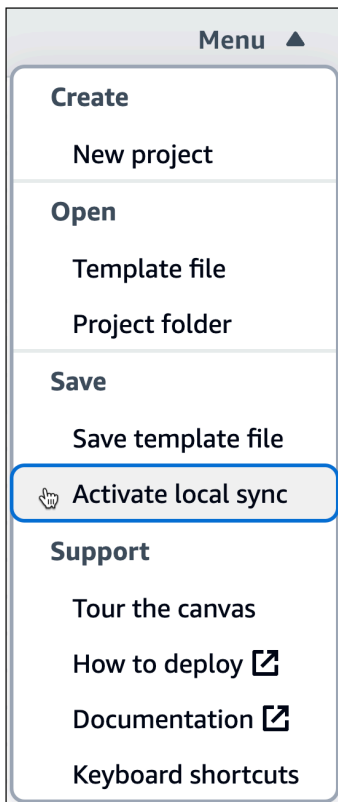 Menu
Create
New project
Open
Template file
Project folder
Save
Save template file
Activate local sync
Support
Tour the canvas
How to deploy
Documentation
Keyboard shortcuts